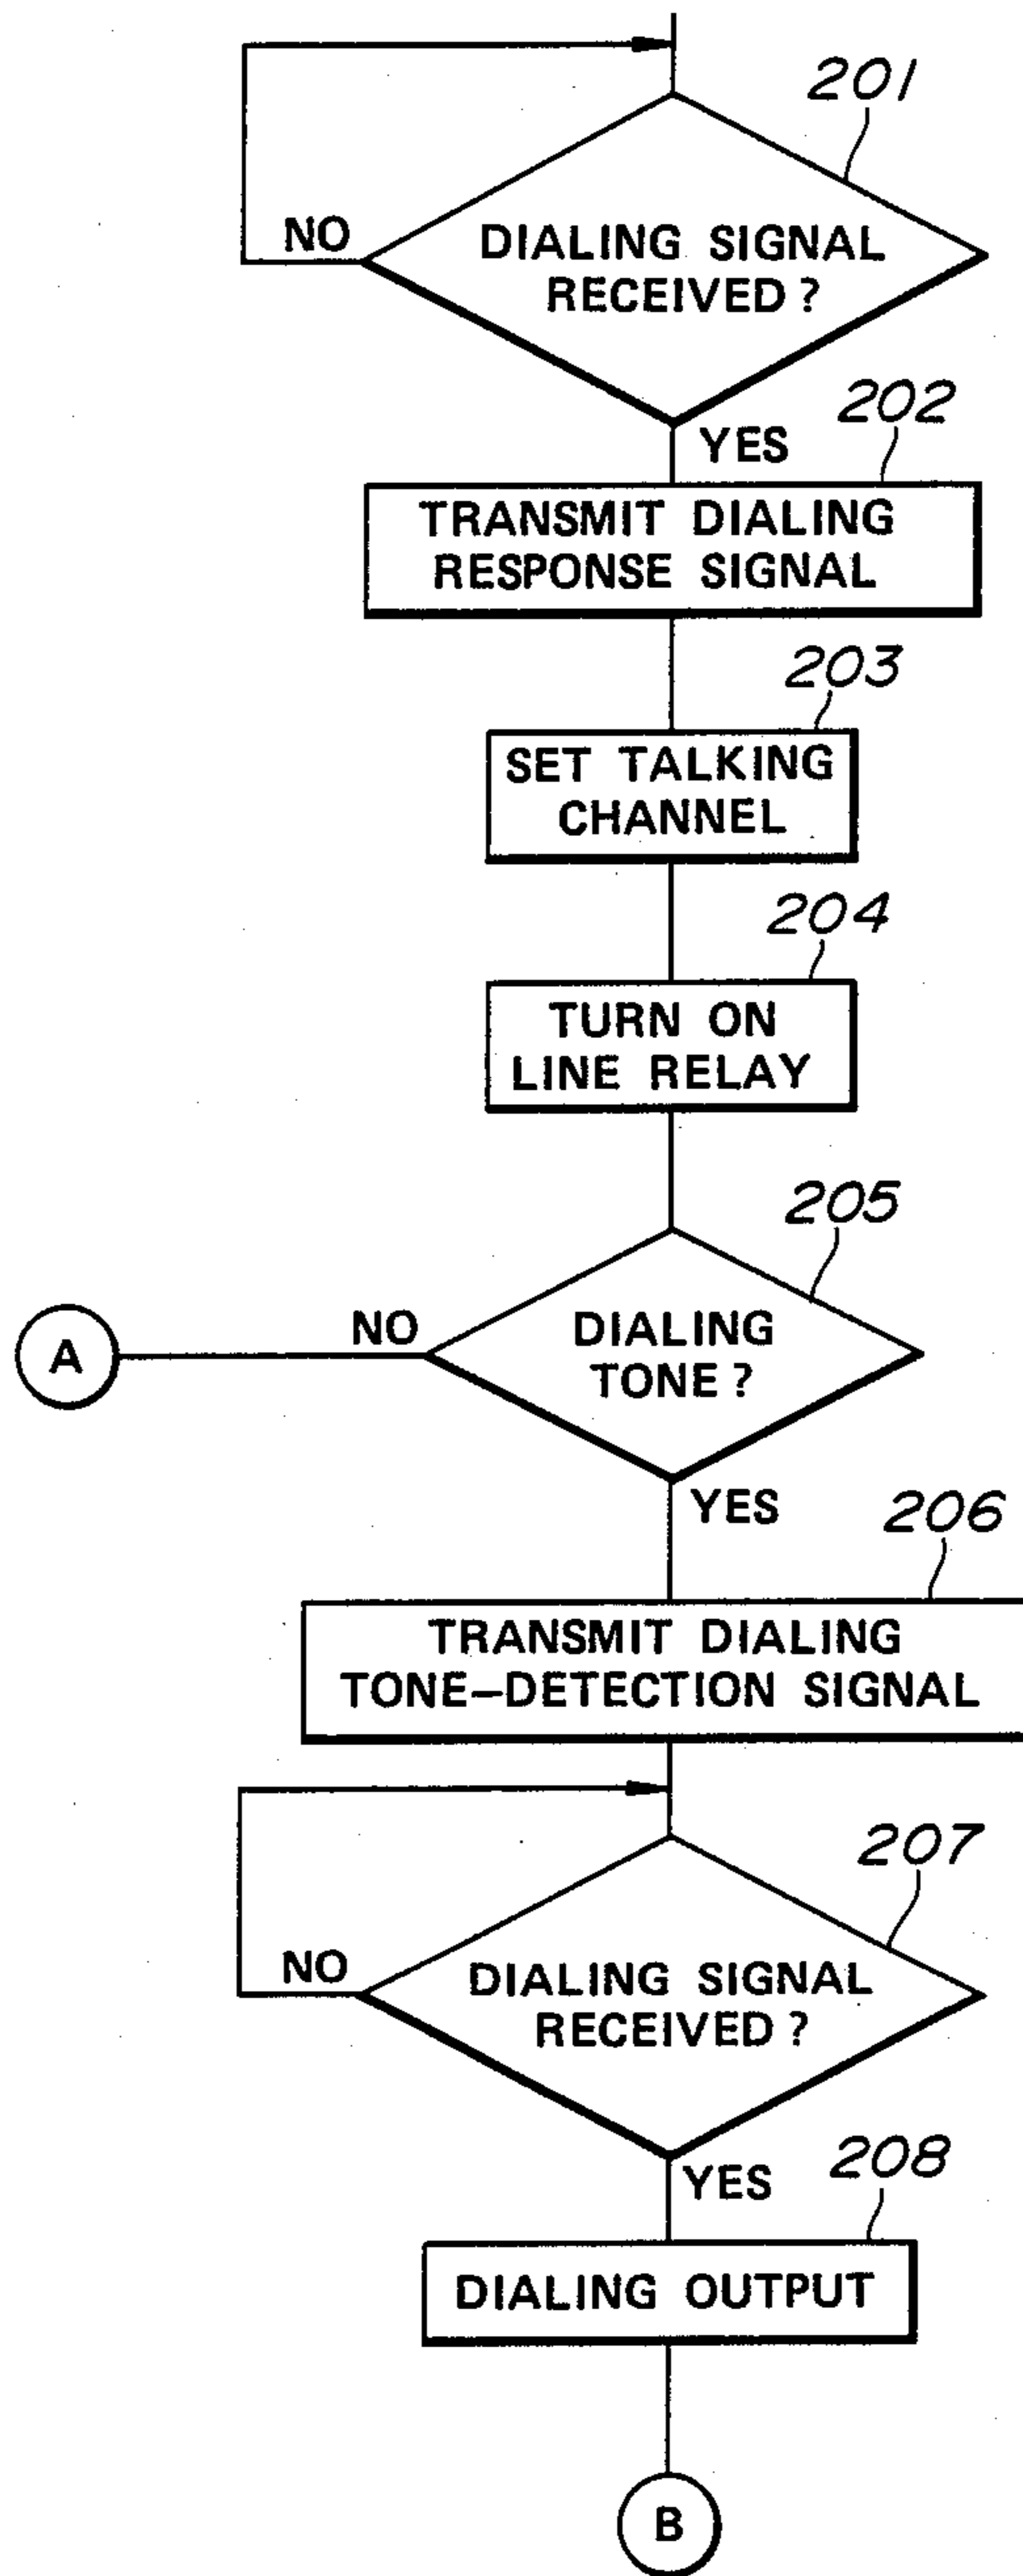 201
NO
DIALING SIGNAL
RECEIVED ?
202
YES
TRANSMIT DIALING
RESPONSE SIGNAL
203
SET TALKING
CHANNEL
204
TURN ON
LINE RELAY
205
A
NO
DIALING
TONE ?
YES
206
TRANSMIT DIALING
TONE–DETECTION SIGNAL
207
NO
DIALING SIGNAL
RECEIVED ?
YES
208
DIALING OUTPUT
B